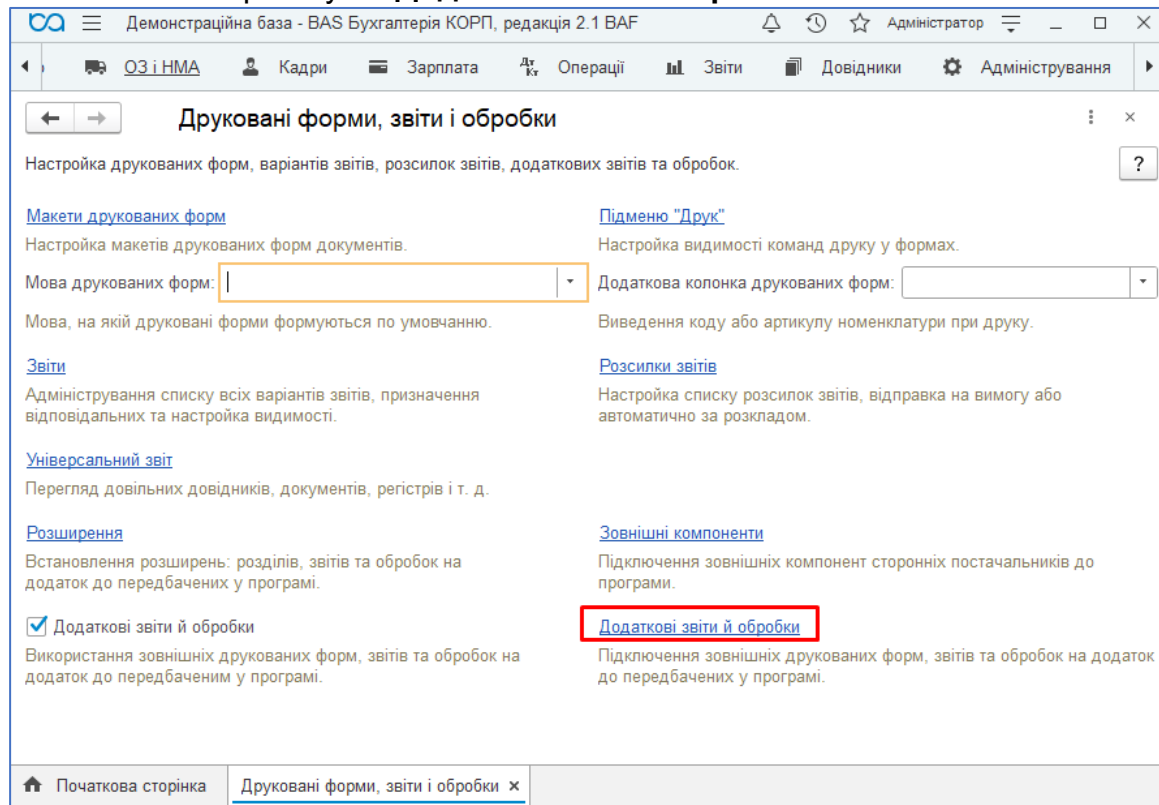 Демонстраційна база - BAS Бухгалтерія КОРП, редакція 2.1 BAF Адміністратор
ОЗ і НМА Кадри Зарплата Дт Кт Операції Звіти Довідники Адміністрування
Друковані форми, звіти і обробки
Настройка друкованих форм, варіантів звітів, розсилок звітів, додаткових звітів та обробок. ?
Макети друкованих форм
Настройка макетів друкованих форм документів.
Підменю "Друк"
Настройка видимості команд друку у формах.
Мова друкованих форм:
Мова, на якій друковані форми формуються по умовчанню.
Додаткова колонка друкованих форм:
Виведення коду або артикулу номенклатури при друку.
Звіти
Адміністрування списку всіх варіантів звітів, призначення
відповідальних та настройка видимості.
Розсилки звітів
Настройка списку розсилок звітів, відправка на вимогу або
автоматично за розкладом.
Універсальний звіт
Перегляд довільних довідників, документів, регістрів і т. д.
Розширення
Встановлення розширень: розділів, звітів та обробок на
додаток до передбачених у програмі.
Зовнішні компоненти
Підключення зовнішніх компонент сторонніх постачальників до
програми.
Додаткові звіти й обробки
Використання зовнішніх друкованих форм, звітів та обробок на
додаток до передбаченим у програмі.
Додаткові звіти й обробки
Підключення зовнішніх друкованих форм, звітів та обробок на додаток
до передбачених у програмі.
Початкова сторінка Друковані форми, звіти і обробки